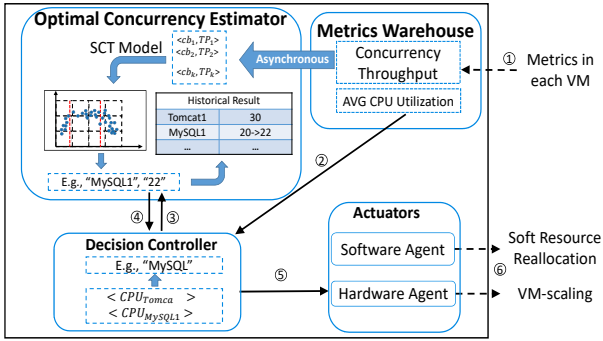 Optimal Concurrency Estimator
SCT Model
<cb₁, TP₁>
<cb₂, TP₂>
<cbₖ, TPₖ>
Asynchronous
Historical Result
Tomcat1 30
MySQL1 20->22
... ...
E.g., "MySQL1", "22"
Metrics Warehouse
Concurrency
Throughput
AVG CPU Utilization
①
Metrics in
each VM
②
④ ③
Decision Controller
E.g., "MySQL"
< CPU_Tomca >
< CPU_MySQL1 >
⑤
Actuators
Software Agent
Hardware Agent
Soft Resource
Reallocation
⑥
VM-scaling